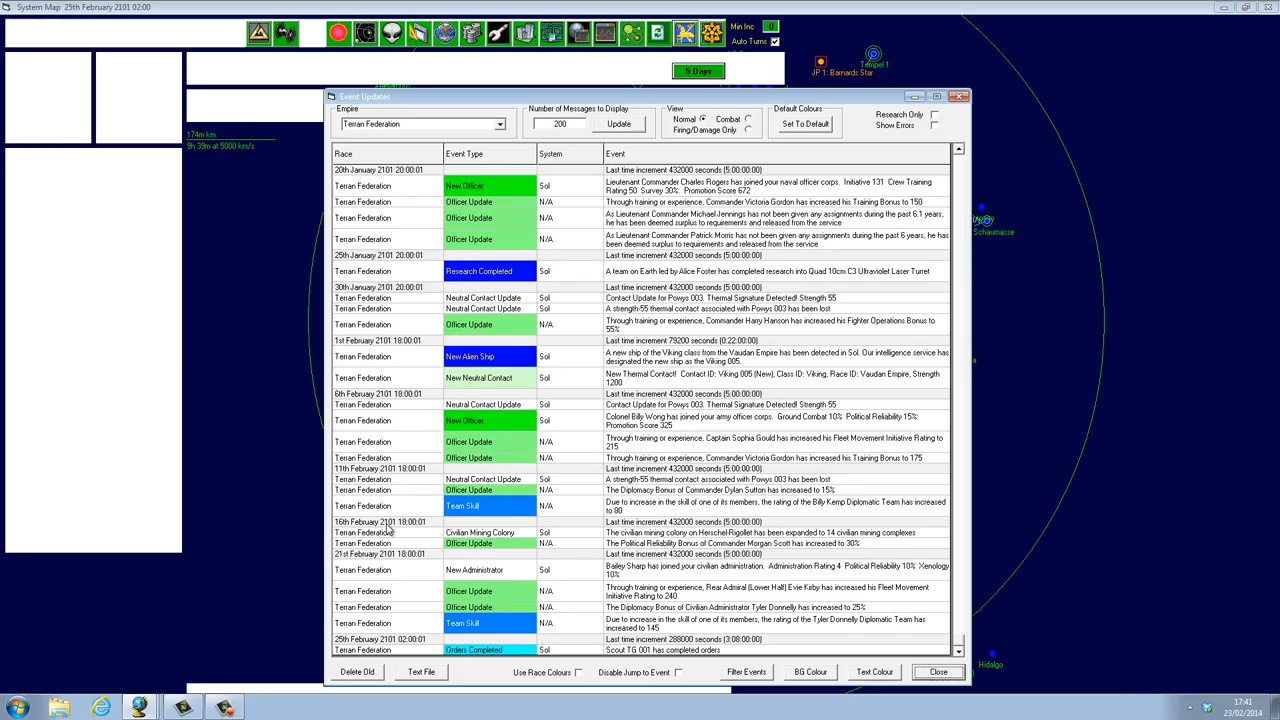 System Map 25th February 2101 02:00
Min Inc 0
Auto Turns
5 Days
Tempel 1
JP 1: Barnards Star
174m km
9h 39m at 5000 km/s
Schaumasse
Hidalgo
Event Updates
Empire
Terran Federation
Number of Messages to Display
200
Update
View
Normal
Combat
Firing/Damage Only
Default Colours
Set To Default
Research Only
Show Errors
Race Event Type System Event
20th January 2101 20:00:01 Last time increment 432000 seconds (5:00:00:00)
Terran Federation New Officer Sol Lieutenant Commander Charles Rogers has joined your naval officer corps. Initiative 131 Crew Training
Rating 50 Survey 30%: Promotion Score 672
Terran Federation Officer Update N/A Through training or experience, Commander Victoria Gordon has increased his Training Bonus to 150
Terran Federation Officer Update N/A As Lieutenant Commander Michael Jennings has not been given any assignments during the past 6.1 years,
he has been deemed surplus to requirements and released from the service
Terran Federation Officer Update N/A As Lieutenant Commander Patrick Morris has not been given any assignments during the past 6 years, he has
been deemed surplus to requirements and released from the service
25th January 2101 20:00:01 Last time increment 432000 seconds (5:00:00:00)
Terran Federation Research Completed Sol A team on Earth led by Alice Foster has completed research into Quad 10cm C3 Ultraviolet Laser Turret
30th January 2101 20:00:01 Last time increment 432000 seconds (5:00:00:00)
Terran Federation Neutral Contact Update Sol Contact Update for Powys 003. Thermal Signature Detected! Strength 55
Terran Federation Neutral Contact Update Sol A strength-55 thermal contact associated with Powys 003 has been lost
Terran Federation Officer Update N/A Through training or experience, Commander Harry Hanson has increased his Fighter Operations Bonus to
55%
1st February 2101 18:00:01 Last time increment 79200 seconds (0:22:00:00)
Terran Federation New Alien Ship Sol A new ship of the Viking class from the Vaudan Empire has been detected in Sol. Our intelligence service has
designated the new ship as the Viking 005.
Terran Federation New Neutral Contact Sol New Thermal Contact! Contact ID: Viking 005 (New), Class ID: Viking, Race ID: Vaudan Empire, Strength
1200
6th February 2101 18:00:01 Last time increment 432000 seconds (5:00:00:00)
Terran Federation Neutral Contact Update Sol Contact Update for Powys 003. Thermal Signature Detected! Strength 55
Terran Federation New Officer Sol Colonel Billy Wong has joined your army officer corps. Ground Combat 10% Political Reliability 15%:
Promotion Score 325
Terran Federation Officer Update N/A Through training or experience, Captain Sophia Gould has increased his Fleet Movement Initiative Rating to
215
Terran Federation Officer Update N/A Through training or experience, Commander Victoria Gordon has increased his Training Bonus to 175
11th February 2101 18:00:01 Last time increment 432000 seconds (5:00:00:00)
Terran Federation Neutral Contact Update Sol A strength-55 thermal contact associated with Powys 003 has been lost
Terran Federation Officer Update N/A The Diplomacy Bonus of Commander Dylan Sutton has increased to 15%
Terran Federation Team Skill Sol Due to increase in the skill of one of its members, the rating of the Billy Kemp Diplomatic Team has increased
to 80
16th February 2101 18:00:01 Last time increment 432000 seconds (5:00:00:00)
Terran Federation Civilian Mining Colony Sol The civilian mining colony on Herschel-Rigollet has been expanded to 14 civilian mining complexes
Terran Federation Officer Update N/A The Political Reliability Bonus of Commander Morgan Scott has increased to 30%
21st February 2101 18:00:01 Last time increment 432000 seconds (5:00:00:00)
Terran Federation New Administrator Sol Bailey Sharp has joined your civilian administration. Administration Rating 4 Political Reliability 10% Xenology
10%
Terran Federation Officer Update N/A Through training or experience, Rear Admiral (Lower Half) Evie Kirby has increased his Fleet Movement
Initiative Rating to 240
Terran Federation Officer Update N/A The Diplomacy Bonus of Civilian Administrator Tyler Donnelly has increased to 25%
Terran Federation Team Skill Sol Due to increase in the skill of one of its members, the rating of the Tyler Donnelly Diplomatic Team has
increased to 145
25th February 2101 02:00:01 Last time increment 288000 seconds (3:08:00:00)
Terran Federation Orders Completed Sol Scout TG 001 has completed orders
Delete Old
Text File
Use Race Colours
Disable Jump to Event
Filter Events
BG Colour
Text Colour
Close
17:41
23/02/2014